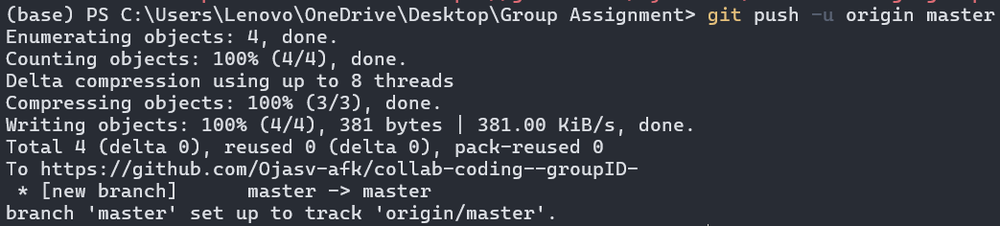 (base) PS C:\Users\Lenovo\OneDrive\Desktop\Group Assignment> git push -u origin master
Enumerating objects: 4, done.
Counting objects: 100% (4/4), done.
Delta compression using up to 8 threads
Compressing objects: 100% (3/3), done.
Writing objects: 100% (4/4), 381 bytes | 381.00 KiB/s, done.
Total 4 (delta 0), reused 0 (delta 0), pack-reused 0
To https://github.com/Ojasv-afk/collab-coding--groupID-
 * [new branch]      master -> master
branch 'master' set up to track 'origin/master'.